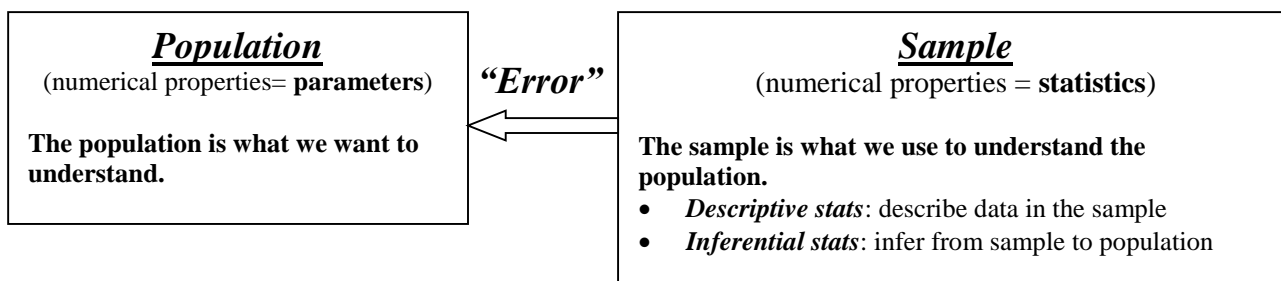 Population
(numerical properties= parameters)
The population is what we want to
understand.
“Error”
Sample
(numerical properties = statistics)
The sample is what we use to understand the
population.
• Descriptive stats: describe data in the sample
• Inferential stats: infer from sample to population